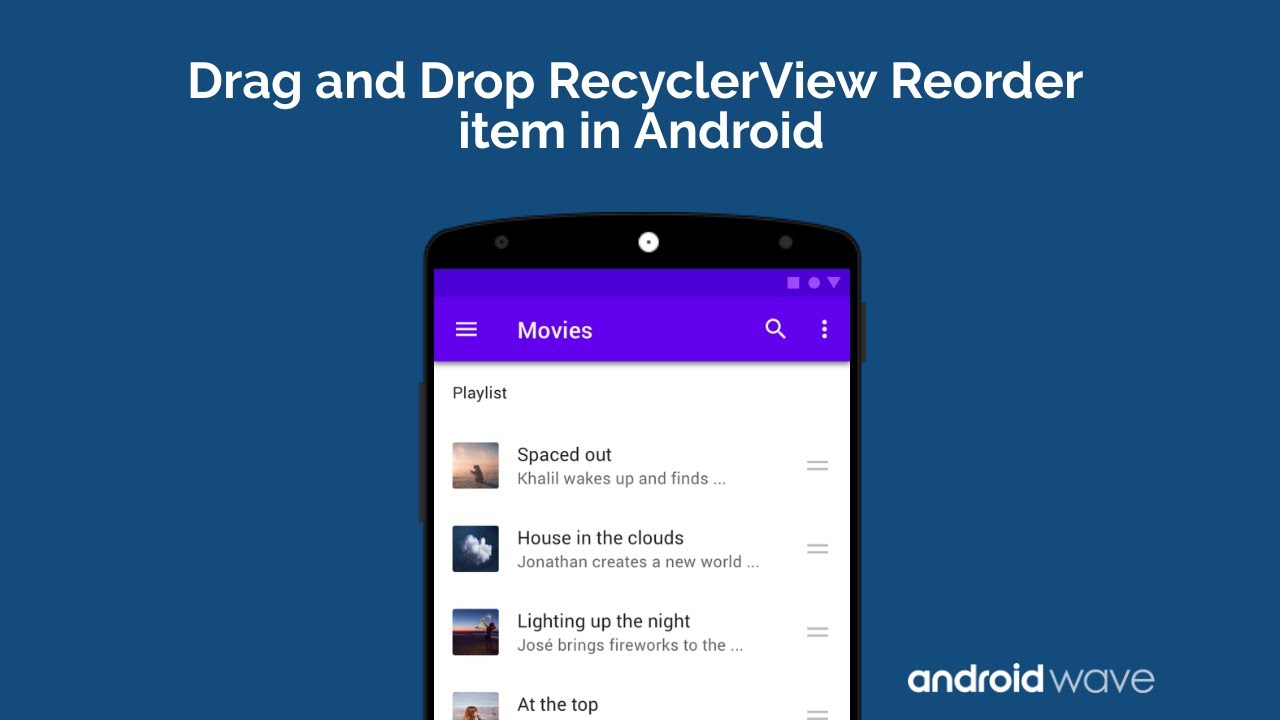 Drag and Drop RecyclerView Reorder
item in Android
Movies
Playlist
Spaced out
Khalil wakes up and finds ...
House in the clouds
Jonathan creates a new world ...
Lighting up the night
José brings fireworks to the ...
At the top
androidwave